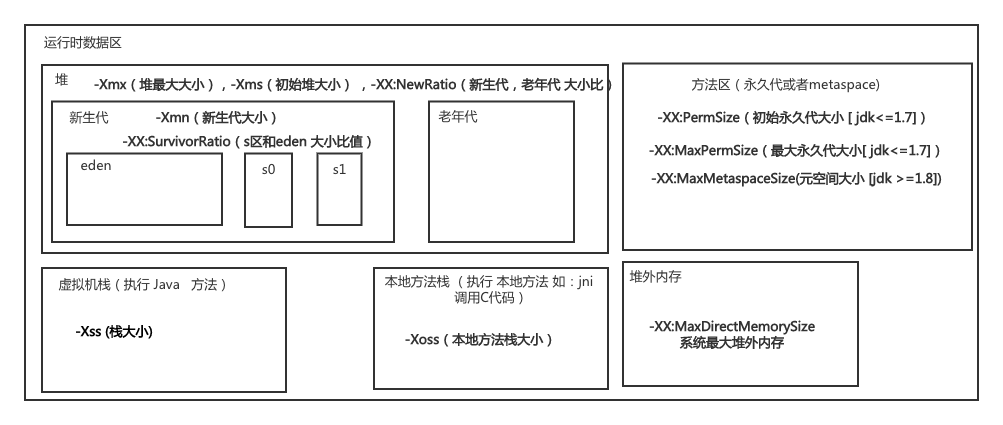 运行时数据区
堆
-Xmx（堆最大大小），-Xms（初始堆大小） ，-XX:NewRatio（新生代，老年代 大小比）
新生代
-Xmn（新生代大小）
-XX:SurvivorRatio（s区和eden 大小比值）
eden
s0
s1
老年代
方法区（永久代或者metaspace)
-XX:PermSize（初始永久代大小 [ jdk<=1.7]）
-XX:MaxPermSize（最大永久代大小[ jdk<=1.7]）
-XX:MaxMetaspaceSize(元空间大小 [jdk >=1.8])
虚拟机栈（执行 Java 方法）
-Xss (栈大小)
本地方法栈 （执行 本地方法 如：jni
调用C代码）
-Xoss（本地方法栈大小）
堆外内存
-XX:MaxDirectMemorySize
系统最大堆外内存